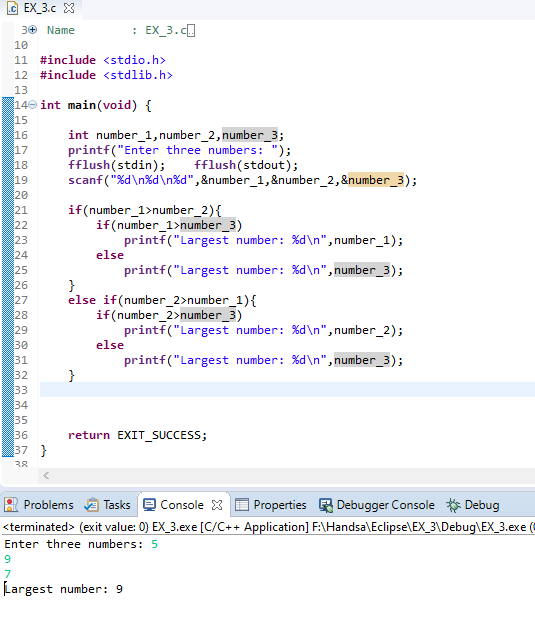 EX_3.c
3 Name : EX_3.c
10
11 #include <stdio.h>
12 #include <stdlib.h>
13
14 int main(void) {
15
16 int number_1,number_2,number_3;
17 printf("Enter three numbers: ");
18 fflush(stdin); fflush(stdout);
19 scanf("%d\n%d\n%d",&number_1,&number_2,&number_3);
20
21 if(number_1>number_2){
22 if(number_1>number_3)
23 printf("Largest number: %d\n",number_1);
24 else
25 printf("Largest number: %d\n",number_3);
26 }
27 else if(number_2>number_1){
28 if(number_2>number_3)
29 printf("Largest number: %d\n",number_2);
30 else
31 printf("Largest number: %d\n",number_3);
32 }
33
34
35
36 return EXIT_SUCCESS;
37 }
38
Problems Tasks Console Properties Debugger Console Debug
<terminated> (exit value: 0) EX_3.exe [C/C++ Application] F:\Handsa\Eclipse\EX_3\Debug\EX_3.exe (
Enter three numbers: 5
9
7
Largest number: 9